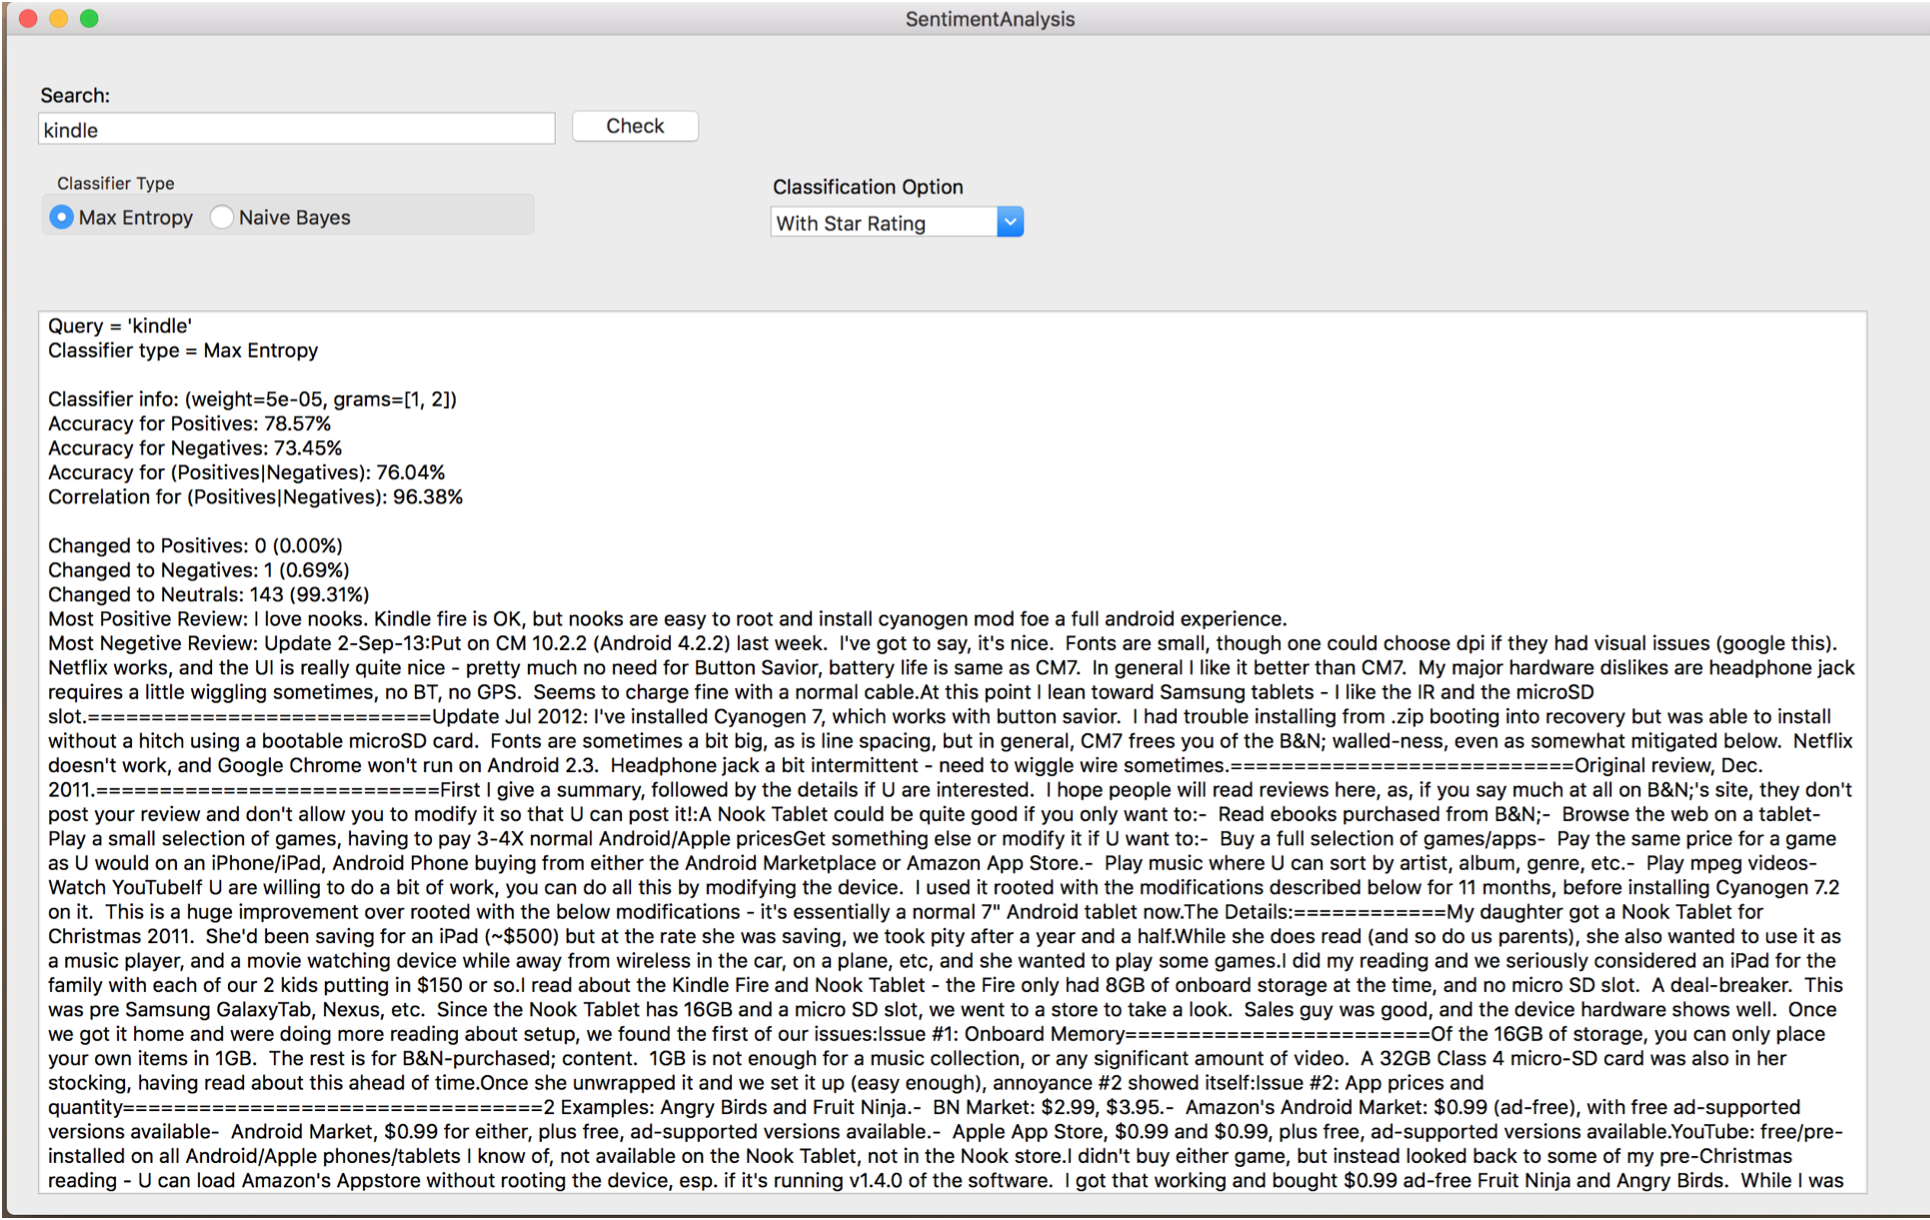 SentimentAnalysis
Search:
kindle
Check
Classifier Type
Max Entropy Naive Bayes
Classification Option
With Star Rating
Query = 'kindle'
Classifier type = Max Entropy
Classifier info: (weight=5e-05, grams=[1, 2])
Accuracy for Positives: 78.57%
Accuracy for Negatives: 73.45%
Accuracy for (Positives|Negatives): 76.04%
Correlation for (Positives|Negatives): 96.38%
Changed to Positives: 0 (0.00%)
Changed to Negatives: 1 (0.69%)
Changed to Neutrals: 143 (99.31%)
Most Positive Review: I love nooks. Kindle fire is OK, but nooks are easy to root and install cyanogen mod foe a full android experience.
Most Negetive Review: Update 2-Sep-13:Put on CM 10.2.2 (Android 4.2.2) last week.  I've got to say, it's nice.  Fonts are small, though one could choose dpi if they had visual issues (google this).
Netflix works, and the UI is really quite nice - pretty much no need for Button Savior, battery life is same as CM7.  In general I like it better than CM7.  My major hardware dislikes are headphone jack
requires a little wiggling sometimes, no BT, no GPS.  Seems to charge fine with a normal cable.At this point I lean toward Samsung tablets - I like the IR and the microSD
slot.===========================Update Jul 2012: I've installed Cyanogen 7, which works with button savior.  I had trouble installing from .zip booting into recovery but was able to install
without a hitch using a bootable microSD card.  Fonts are sometimes a bit big, as is line spacing, but in general, CM7 frees you of the B&N; walled-ness, even as somewhat mitigated below.  Netflix
doesn't work, and Google Chrome won't run on Android 2.3.  Headphone jack a bit intermittent - need to wiggle wire sometimes.===========================Original review, Dec.
2011.===========================First I give a summary, followed by the details if U are interested.  I hope people will read reviews here, as, if you say much at all on B&N;'s site, they don't
post your review and don't allow you to modify it so that U can post it!:A Nook Tablet could be quite good if you only want to:-  Read ebooks purchased from B&N;-  Browse the web on a tablet-
Play a small selection of games, having to pay 3-4X normal Android/Apple pricesGet something else or modify it if U want to:-  Buy a full selection of games/apps-  Pay the same price for a game
as U would on an iPhone/iPad, Android Phone buying from either the Android Marketplace or Amazon App Store.-  Play music where U can sort by artist, album, genre, etc.-  Play mpeg videos-
Watch YouTubeIf U are willing to do a bit of work, you can do all this by modifying the device.  I used it rooted with the modifications described below for 11 months, before installing Cyanogen 7.2
on it.  This is a huge improvement over rooted with the below modifications - it's essentially a normal 7" Android tablet now.The Details:============My daughter got a Nook Tablet for
Christmas 2011.  She'd been saving for an iPad (~$500) but at the rate she was saving, we took pity after a year and a half.While she does read (and so do us parents), she also wanted to use it as
a music player, and a movie watching device while away from wireless in the car, on a plane, etc, and she wanted to play some games.I did my reading and we seriously considered an iPad for the
family with each of our 2 kids putting in $150 or so.I read about the Kindle Fire and Nook Tablet - the Fire only had 8GB of onboard storage at the time, and no micro SD slot.  A deal-breaker.  This
was pre Samsung GalaxyTab, Nexus, etc.  Since the Nook Tablet has 16GB and a micro SD slot, we went to a store to take a look.  Sales guy was good, and the device hardware shows well.  Once
we got it home and were doing more reading about setup, we found the first of our issues:Issue #1: Onboard Memory========================Of the 16GB of storage, you can only place
your own items in 1GB.  The rest is for B&N-purchased; content.  1GB is not enough for a music collection, or any significant amount of video.  A 32GB Class 4 micro-SD card was also in her
stocking, having read about this ahead of time.Once she unwrapped it and we set it up (easy enough), annoyance #2 showed itself:Issue #2: App prices and
quantity=================================2 Examples: Angry Birds and Fruit Ninja.-  BN Market: $2.99, $3.95.-  Amazon's Android Market: $0.99 (ad-free), with free ad-supported
versions available-  Android Market, $0.99 for either, plus free, ad-supported versions available.-  Apple App Store, $0.99 and $0.99, plus free, ad-supported versions available.YouTube: free/pre-
installed on all Android/Apple phones/tablets I know of, not available on the Nook Tablet, not in the Nook store.I didn't buy either game, but instead looked back to some of my pre-Christmas
reading - U can load Amazon's Appstore without rooting the device, esp. if it's running v1.4.0 of the software.  I got that working and bought $0.99 ad-free Fruit Ninja and Angry Birds.  While I was